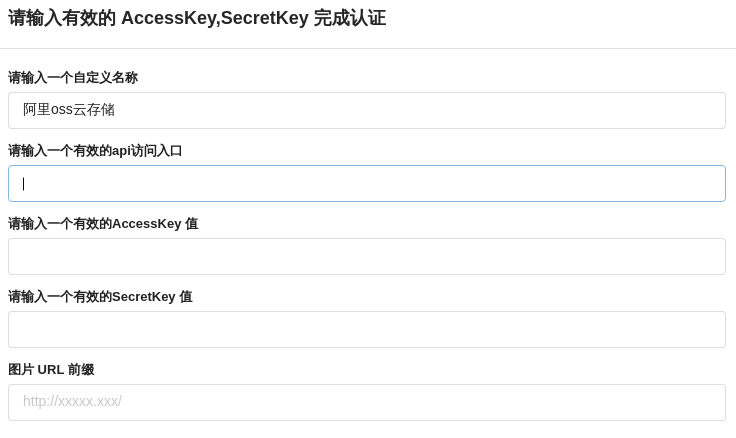 请输入有效的 AccessKey,SecretKey 完成认证
请输入一个自定义名称
阿里oss云存储
请输入一个有效的api访问入口
请输入一个有效的AccessKey 值
请输入一个有效的SecretKey 值
图片 URL 前缀
http://xxxxx.xxx/